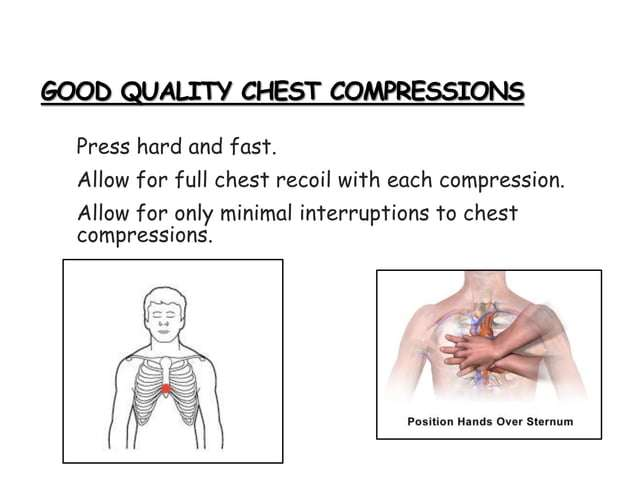 GOOD QUALITY CHEST COMPRESSIONS
Press hard and fast.
Allow for full chest recoil with each compression.
Allow for only minimal interruptions to chest
compressions.
Position Hands Over Sternum